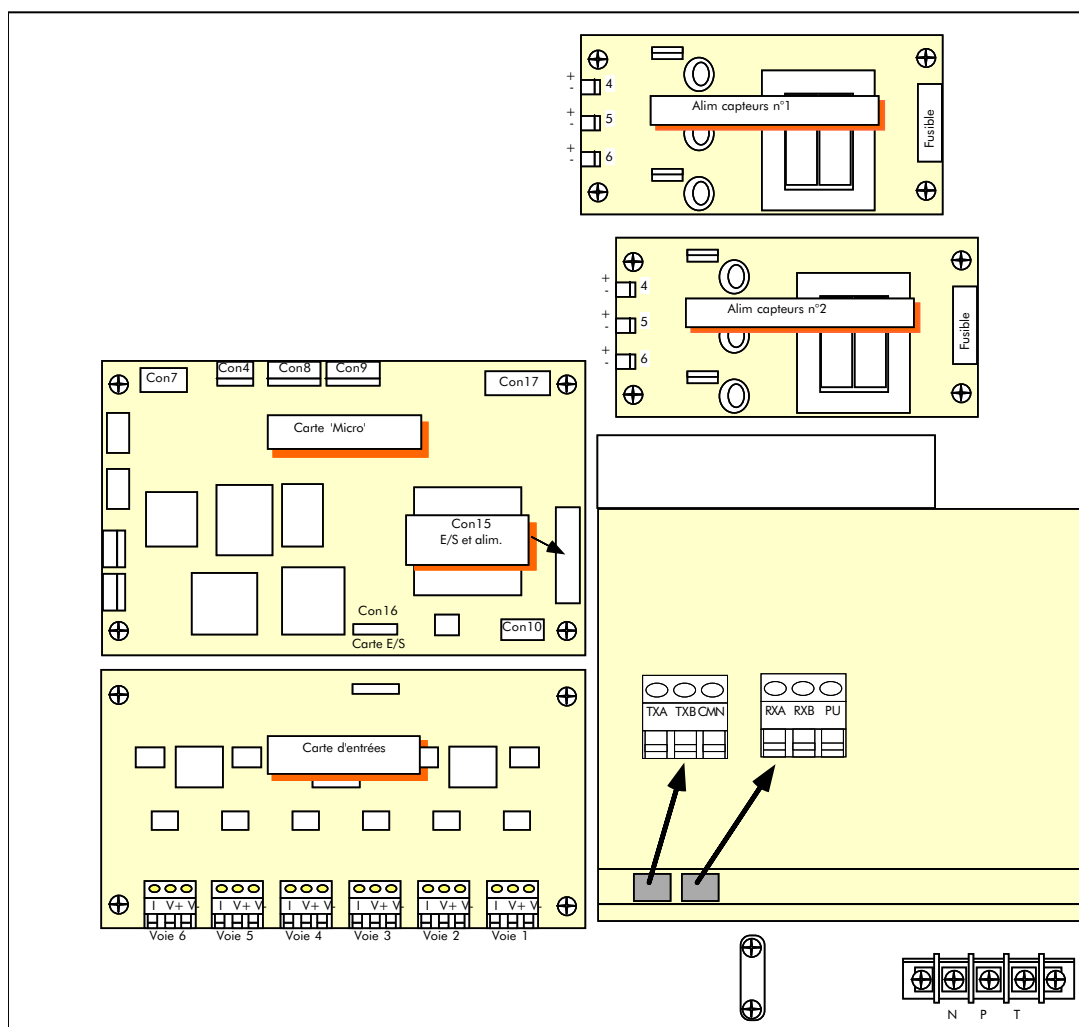 +
-
4
Alim capteurs n°1
Fusible
+
-
5
+
-
6
+
-
4
Alim capteurs n°2
Fusible
+
-
5
+
-
6
Con7
Con4
Con8
Con9
Con17
Carte 'Micro'
Con15
E/S et alim.
Con16
Carte E/S
Con10
TXA TXB CMN
RXA RXB PU
Carte d'entrées
I V+ V-
I V+ V-
I V+ V-
I V+ V-
I V+ V-
I V+ V-
Voie 6
Voie 5
Voie 4
Voie 3
Voie 2
Voie 1
N P T